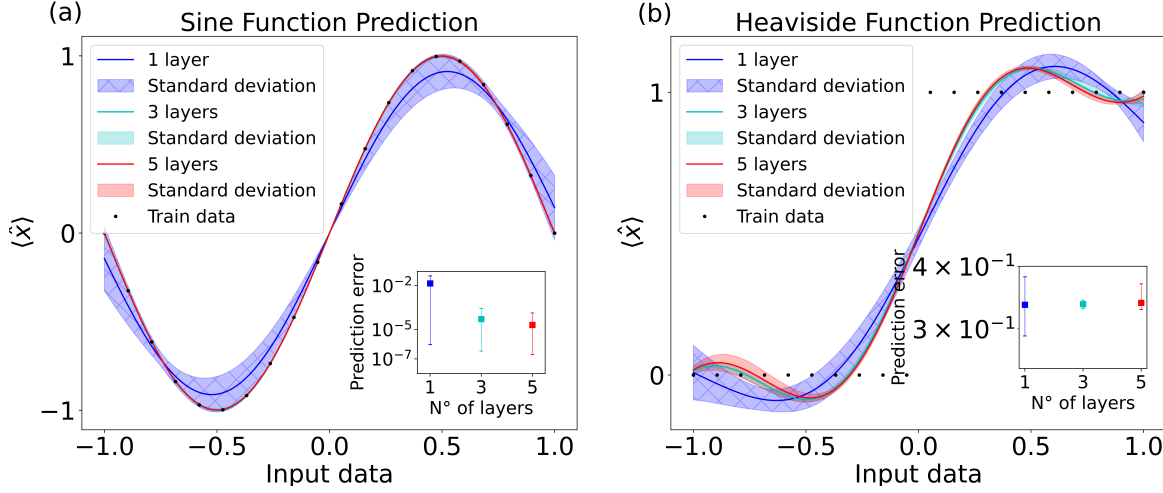 (a)
Sine Function Prediction
1 layer
Standard deviation
3 layers
Standard deviation
5 layers
Standard deviation
Train data
1
0
−1
⟨x̂⟩
−1.0 −0.5 0.0 0.5 1.0
Input data
Prediction error
10⁻²
10⁻⁵
10⁻⁷
1 3 5
N° of layers
(b)
Heaviside Function Prediction
1 layer
Standard deviation
3 layers
Standard deviation
5 layers
Standard deviation
Train data
1
0
⟨x̂⟩
−1.0 −0.5 0.0 0.5 1.0
Input data
Prediction error
4 × 10⁻¹
3 × 10⁻¹
1 3 5
N° of layers